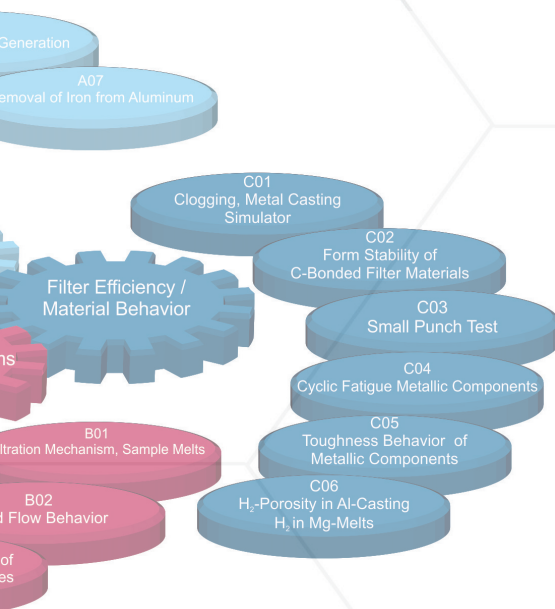 Generation
A07
emoval of Iron from Aluminum
C01
Clogging, Metal Casting
Simulator
C02
Form Stability of
C-Bonded Filter Materials
Filter Efficiency /
Material Behavior
C03
Small Punch Test
ns
C04
Cyclic Fatigue Metallic Components
C05
Toughness Behavior of
Metallic Components
B01
ltration Mechanism, Sample Melts
C06
H₂-Porosity in Al-Casting
H₂ in Mg-Melts
B02
d Flow Behavior
of
es